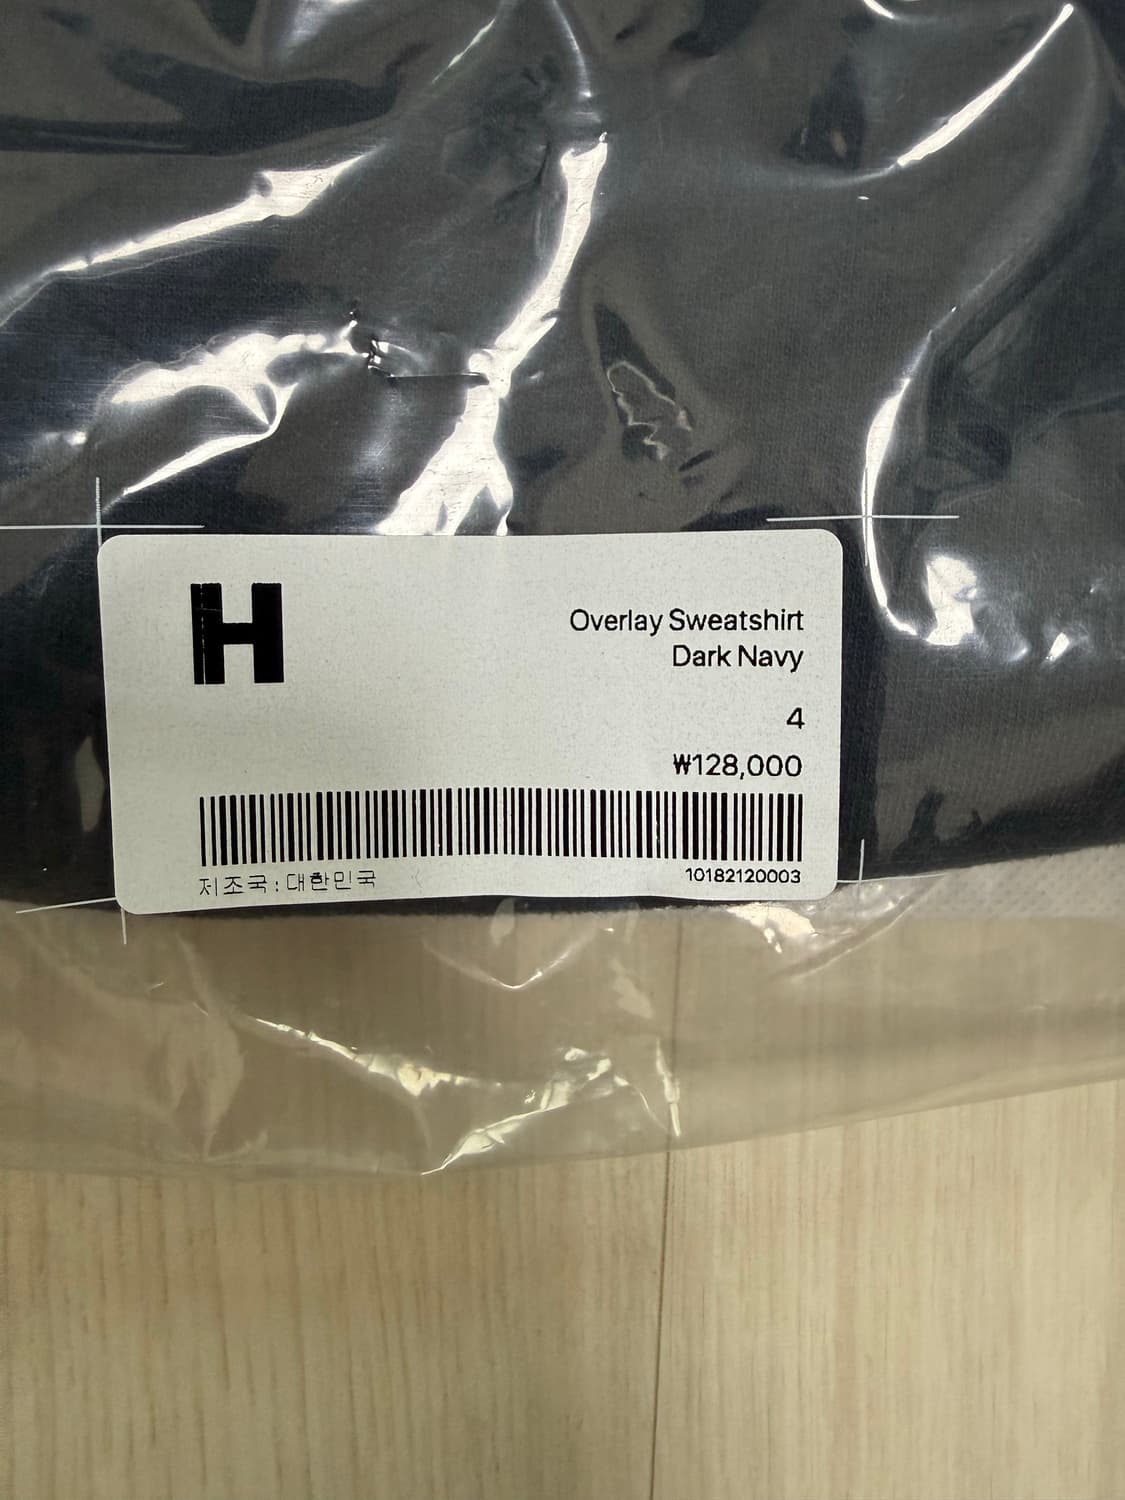 H
Overlay Sweatshirt
Dark Navy
4
₩128,000
제조국 : 대한민국
10182120003